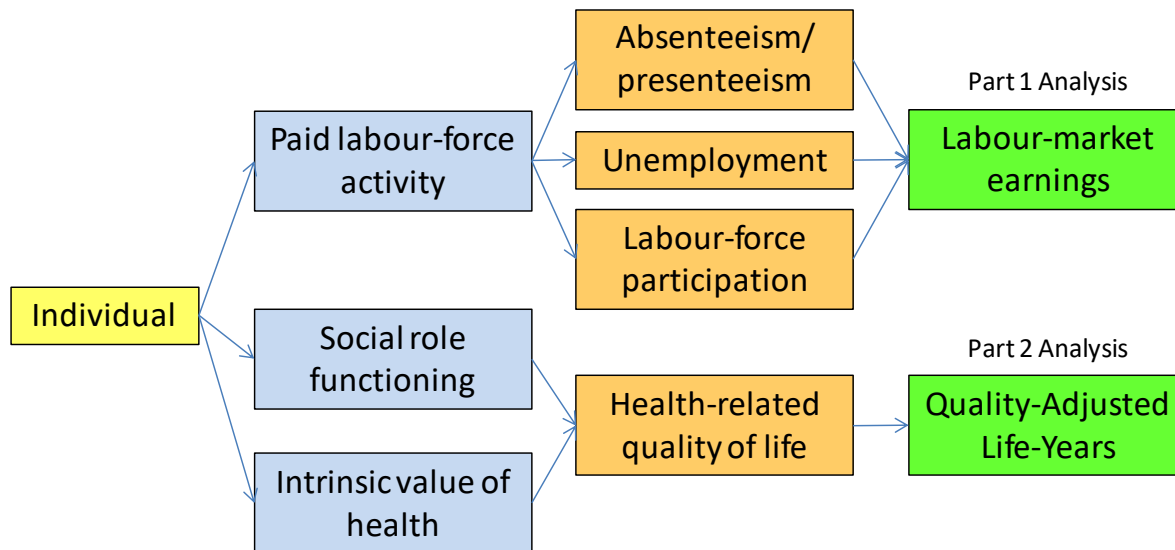 Absenteeism/
presenteeism
Part 1 Analysis
Paid labour-force
activity
Unemployment
Labour-market
earnings
Labour-force
participation
Individual
Social role
functioning
Part 2 Analysis
Health-related
quality of life
Quality-Adjusted
Life-Years
Intrinsic value of
health